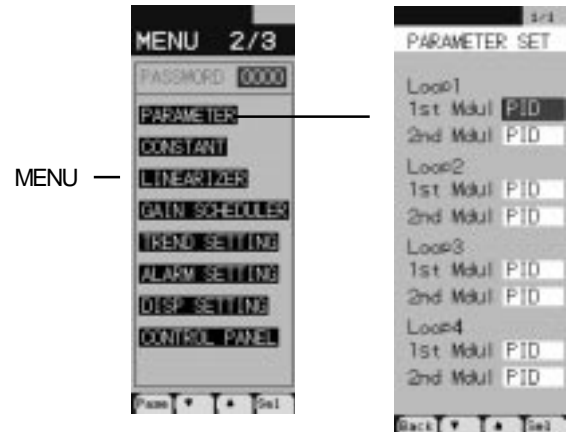 MENU
MENU 2/3
PASSWORD 0000
PARAMETER
CONSTANT
LINEARIZER
GAIN SCHEDULER
TREND SETTING
ALARM SETTING
DISP SETTING
CONTROL PANEL
Page ▼ ▲ Sel
1/1
PARAMETER SET
Loop1
1st Mdul PID
2nd Mdul PID
Loop2
1st Mdul PID
2nd Mdul PID
Loop3
1st Mdul PID
2nd Mdul PID
Loop4
1st Mdul PID
2nd Mdul PID
Back ▼ ▲ Sel